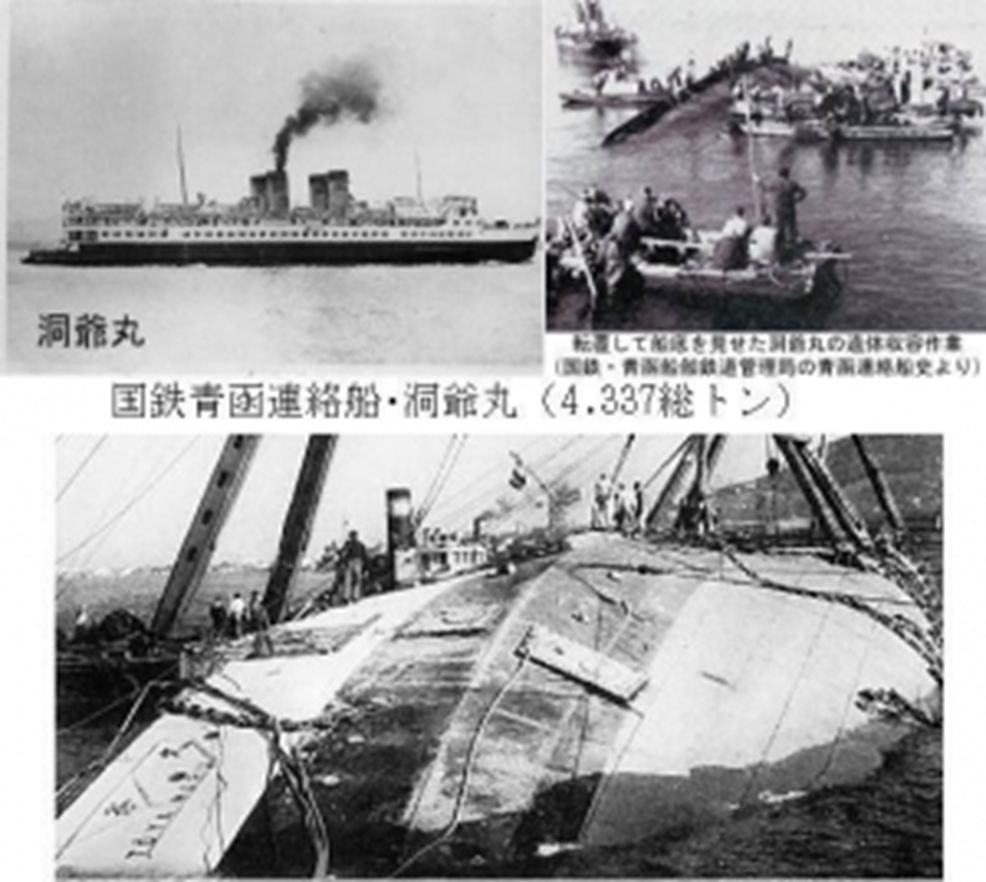 洞爺丸
転覆して船底を見せた洞爺丸の遺体収容作業
(国鉄・青函船舶鉄道管理局の青函連絡船史より)
国鉄青函連絡船・洞爺丸（4.337総トン）